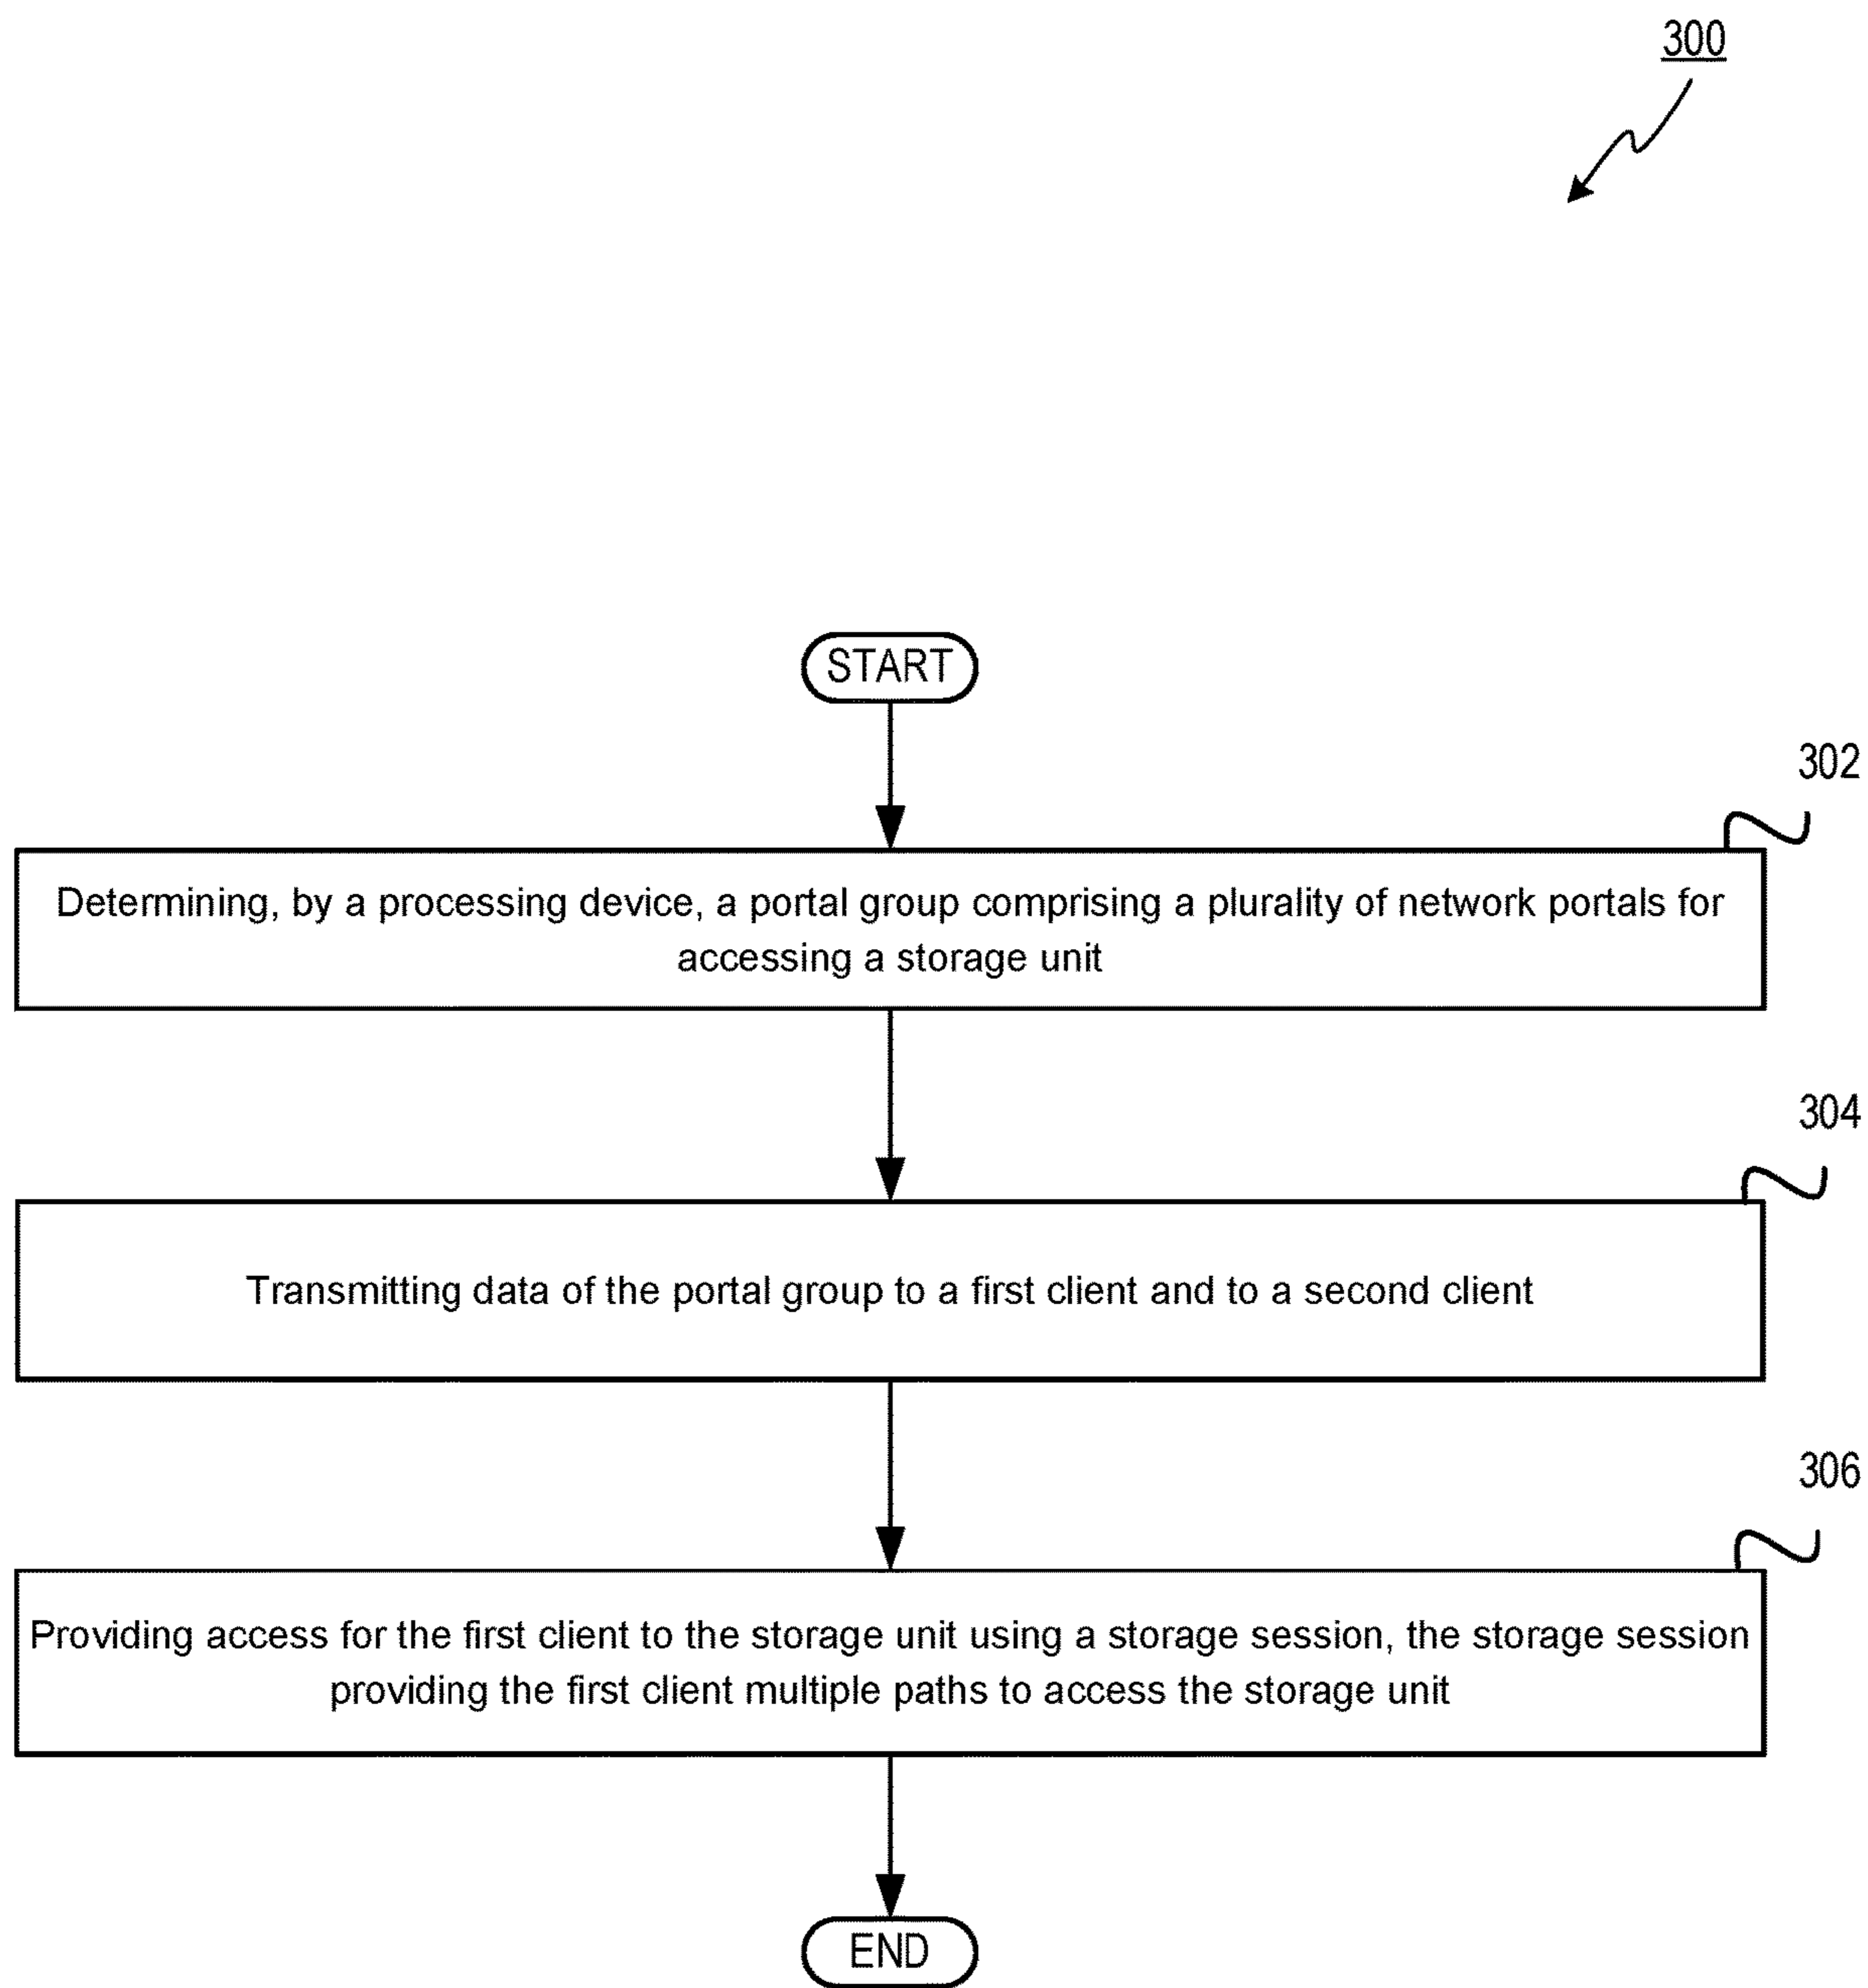 300
START
302
Determining, by a processing device, a portal group comprising a plurality of network portals for
accessing a storage unit
304
Transmitting data of the portal group to a first client and to a second client
306
Providing access for the first client to the storage unit using a storage session, the storage session
providing the first client multiple paths to access the storage unit
END